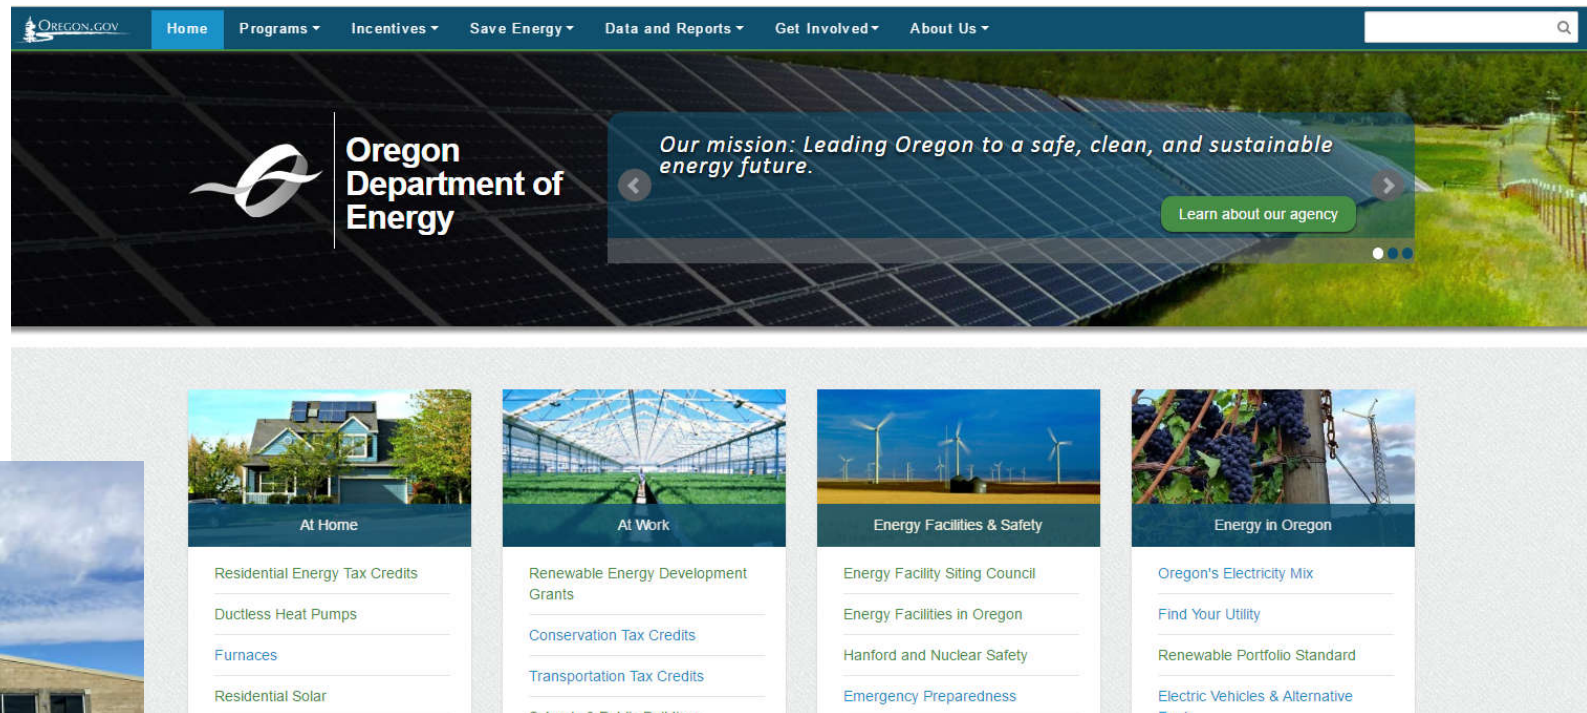 OREGON.GOV
Home Programs Incentives Save Energy Data and Reports Get Involved About Us
Oregon
Department of
Energy
Our mission: Leading Oregon to a safe, clean, and sustainable
energy future.
Learn about our agency
At Home
Residential Energy Tax Credits
Ductless Heat Pumps
Furnaces
Residential Solar
At Work
Renewable Energy Development
Grants
Conservation Tax Credits
Transportation Tax Credits
Energy Facilities & Safety
Energy Facility Siting Council
Energy Facilities in Oregon
Hanford and Nuclear Safety
Emergency Preparedness
Energy in Oregon
Oregon's Electricity Mix
Find Your Utility
Renewable Portfolio Standard
Electric Vehicles & Alternative